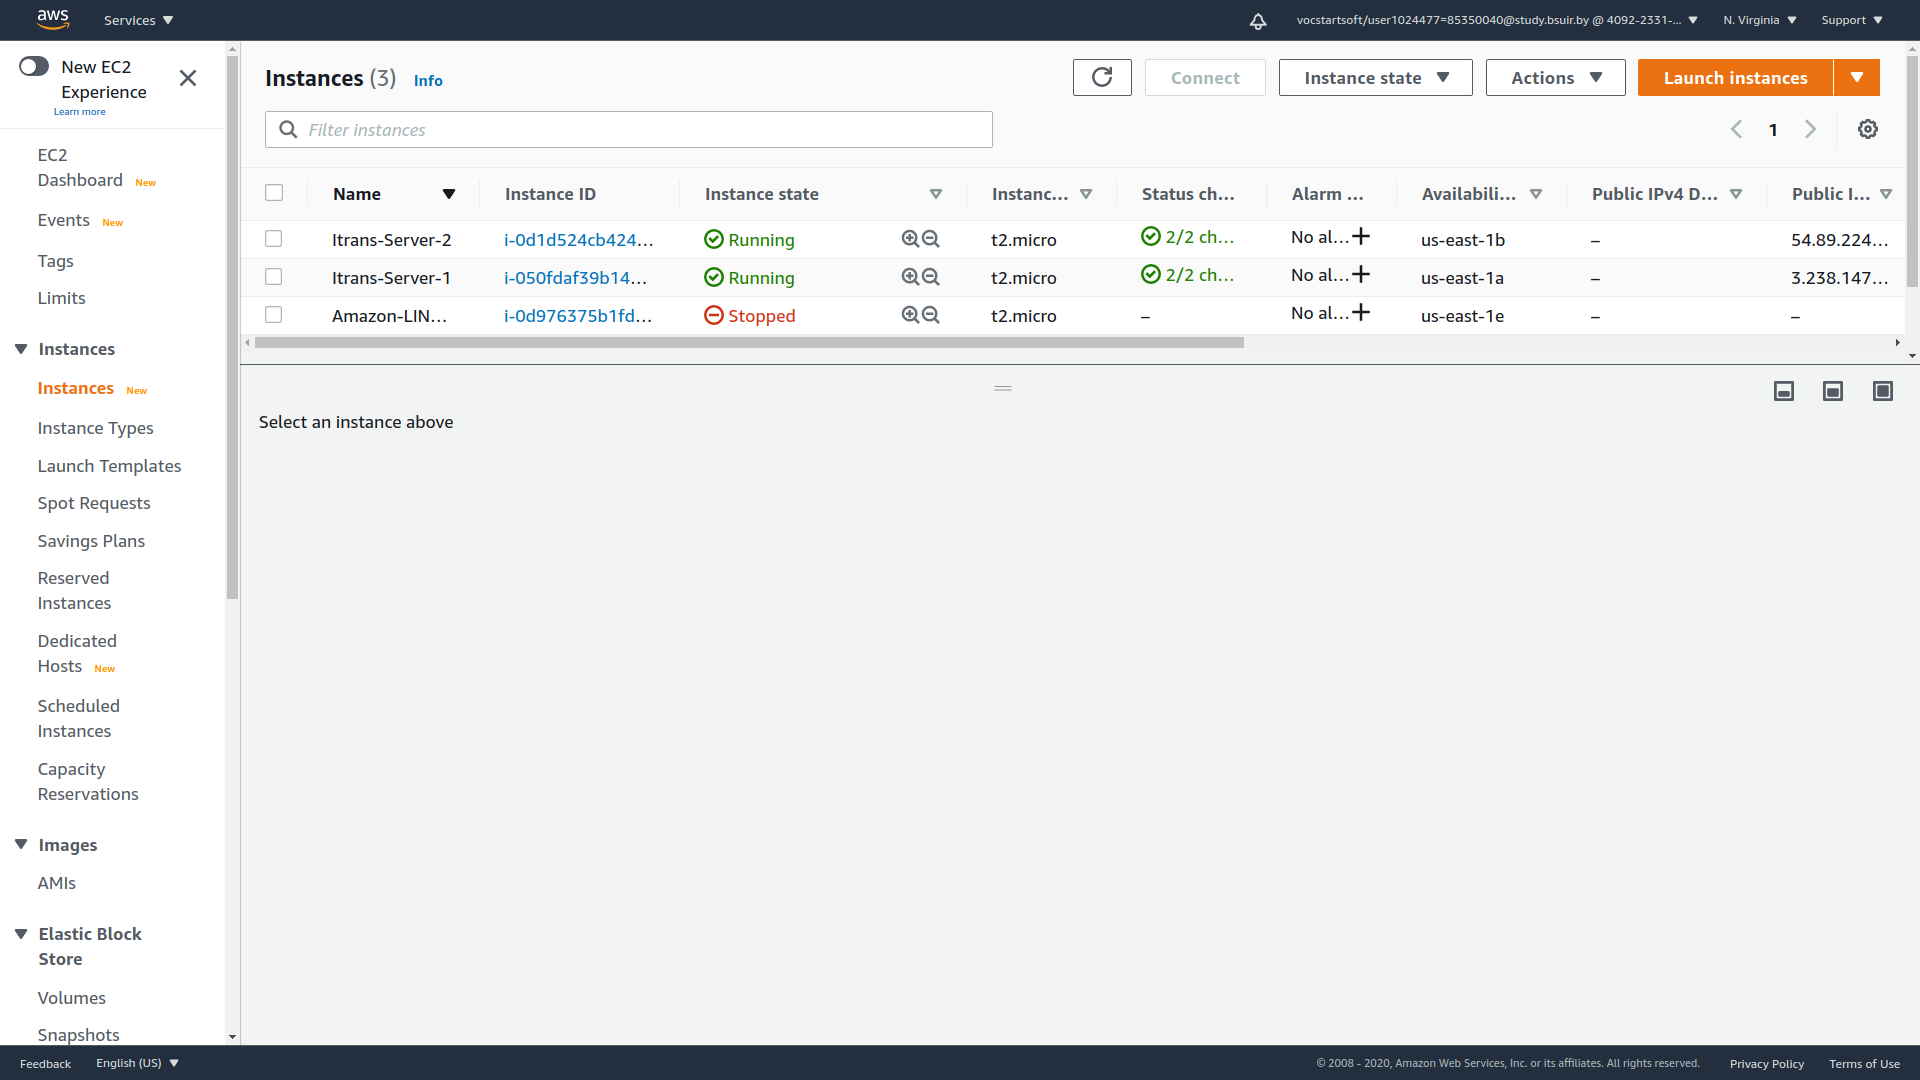 aws
Services
vocstartsoft/user1024477=85350040@study.bsuir.by @ 4092-2331-...
N. Virginia
Support
New EC2
Experience
Learn more
EC2
Dashboard New
Events New
Tags
Limits
Instances
Instances New
Instance Types
Launch Templates
Spot Requests
Savings Plans
Reserved
Instances
Dedicated
Hosts New
Scheduled
Instances
Capacity
Reservations
Images
AMIs
Elastic Block
Store
Volumes
Snapshots
Instances (3) Info
Connect
Instance state
Actions
Launch instances
Filter instances
1
Name Instance ID Instance state Instanc... Status ch... Alarm ... Availabili... Public IPv4 D... Public I...
Itrans-Server-2 i-0d1d524cb424... Running t2.micro 2/2 ch... No al... us-east-1b – 54.89.224...
Itrans-Server-1 i-050fdaf39b14... Running t2.micro 2/2 ch... No al... us-east-1a – 3.238.147...
Amazon-LIN... i-0d976375b1fd... Stopped t2.micro – No al... us-east-1e – –
Select an instance above
Feedback
English (US)
© 2008 - 2020, Amazon Web Services, Inc. or its affiliates. All rights reserved.
Privacy Policy
Terms of Use